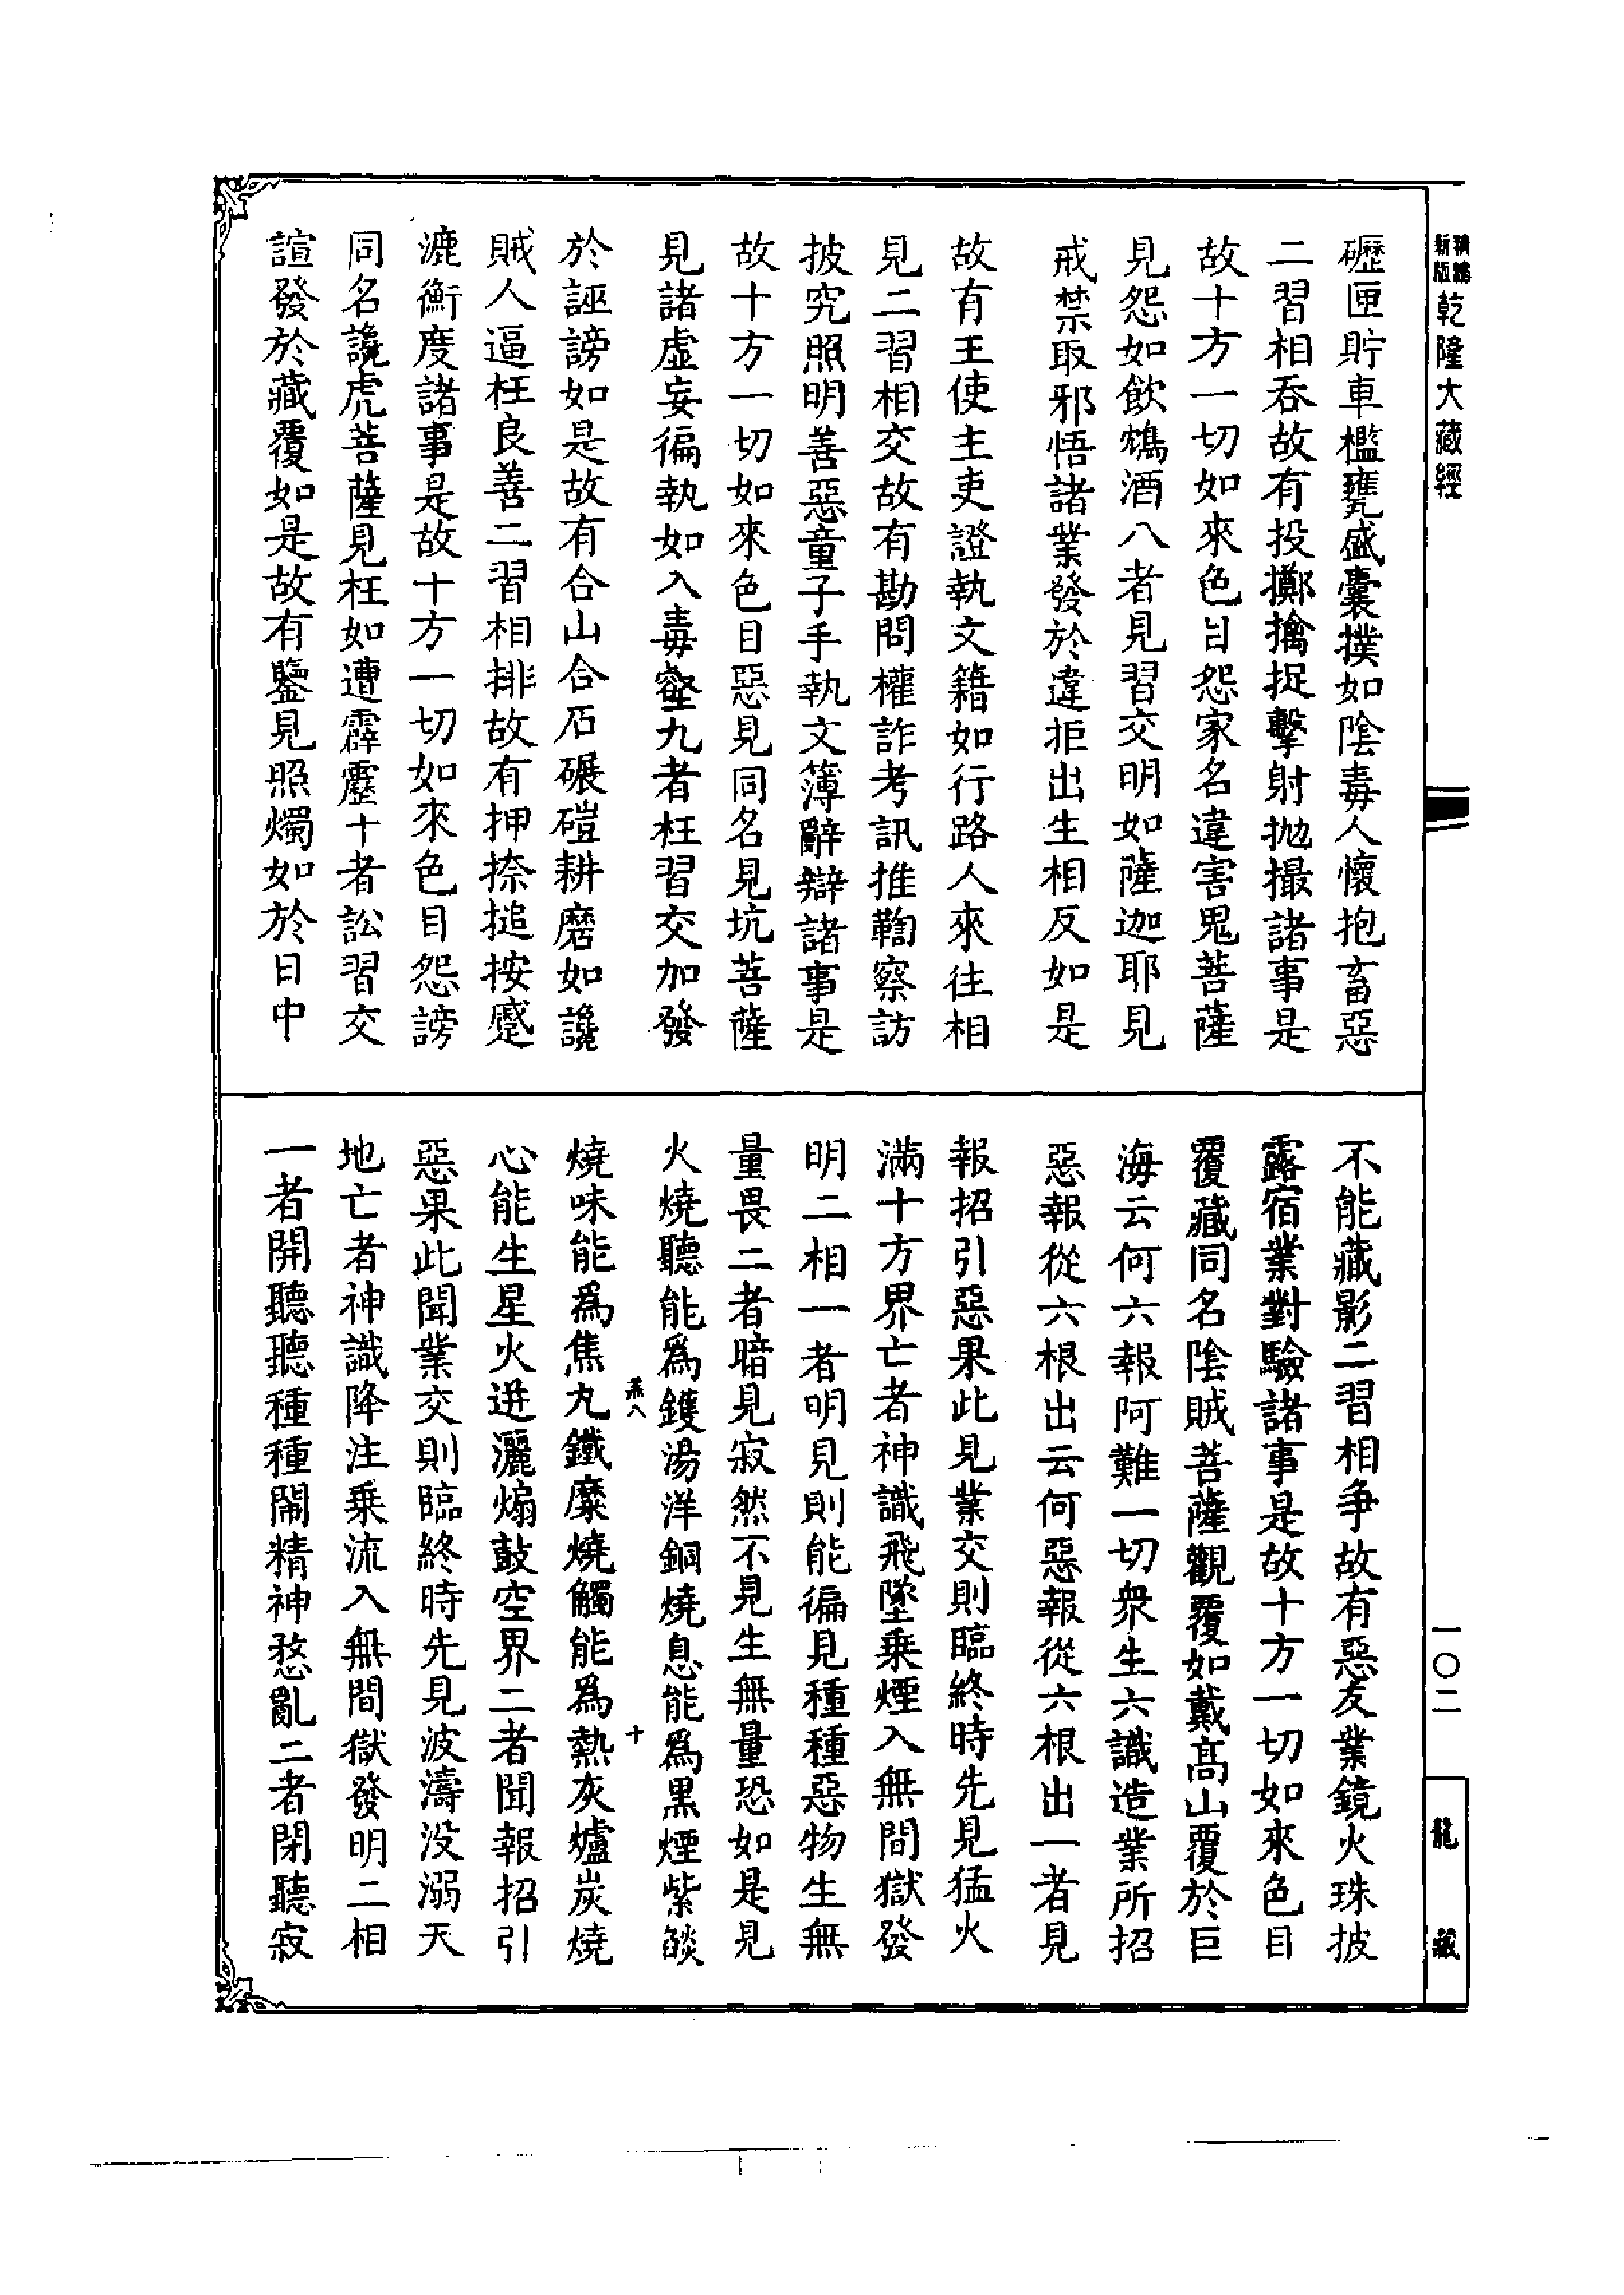 新版 精縮 乾隆大藏經
礰匣貯車檻甕盛囊撲如陰毒人懷抱畜惡
二習相吞故有投擲擒捉擊射拋撮諸事是
故十方一切如來色目怨家名違害鬼菩薩
見怨如飲鴆酒八者見習交明如薩迦耶見
戒禁取邪悟諸業發於違拒出生相反如是
故有王使主吏證執文籍如行路人來往相
見二習相交故有勘問權詐考訊推鞫察訪
披究照明善惡童子手執文簿辭辯諸事是
故十方一切如來色目惡見同名見坑菩薩
見諸虛妄徧執如入毒壑九者枉習交加發
於誣謗如是故有合山合石碾磑耕磨如讒
賊人逼枉良善二習相排故有押捺搥按蹙
漉衡度諸事是故十方一切如來色目怨謗
同名讒虎菩薩見枉如遭霹靂十者訟習交
諠發於藏覆如是故有鑒見照燭如於日中
不能藏影二習相爭故有惡友業鏡火珠披
露宿業對驗諸事是故十方一切如來色目
覆藏同名陰賊菩薩觀覆如戴高山覆於巨
海云何六報阿難一切衆生六識造業所招
惡報從六根出云何惡報從六根出一者見
報招引惡果此見業交則臨終時先見猛火
滿十方界亡者神識飛墜乗煙入無間獄發
明二相一者明見則能徧見種種惡物生無
量畏二者暗見寂然不見生無量恐如是見
火燒聽能爲鑊湯洋銅燒息能爲黑煙紫燄
葉八 十
燒味能爲焦丸鐵糜燒觸能爲熱灰爐炭燒
心能生星火迸灑煽鼓空界二者聞報招引
惡果此聞業交則臨終時先見波濤没溺天
地亡者神識降注乗流入無間獄發明二相
一者開聽聽種種鬧精神愗亂二者閉聽寂
一〇二
龍藏